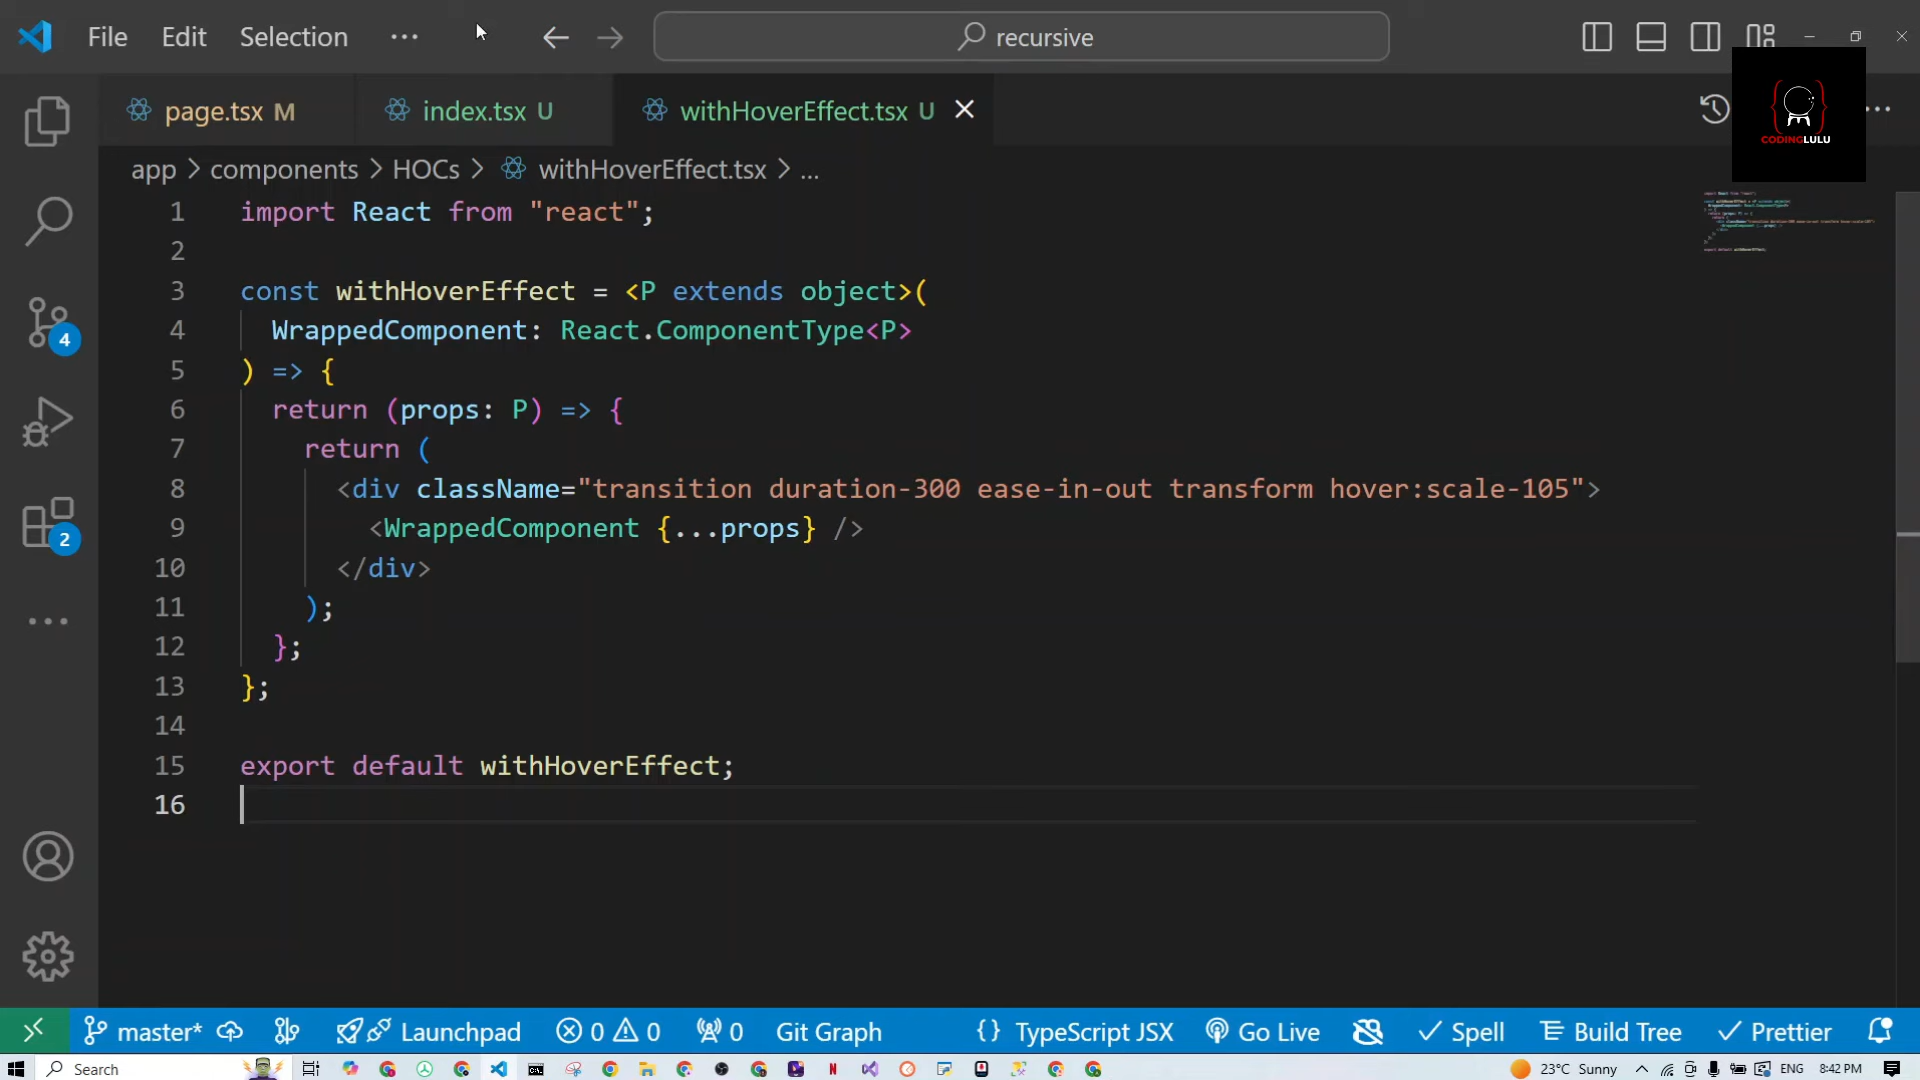 File Edit Selection ··· recursive
page.tsx M index.tsx U withHoverEffect.tsx U
CODINGLULU
app > components > HOCs > withHoverEffect.tsx > ...
1 import React from "react";
2
3 const withHoverEffect = <P extends object>(
4 WrappedComponent: React.ComponentType<P>
5 ) => {
6 return (props: P) => {
7 return (
8 <div className="transition duration-300 ease-in-out transform hover:scale-105">
9 <WrappedComponent {...props} />
10 </div>
11 );
12 };
13 };
14
15 export default withHoverEffect;
16
4
2
master* Launchpad 0 0 0 Git Graph {} TypeScript JSX Go Live Spell Build Tree Prettier
Search 23°C Sunny ENG 8:42 PM